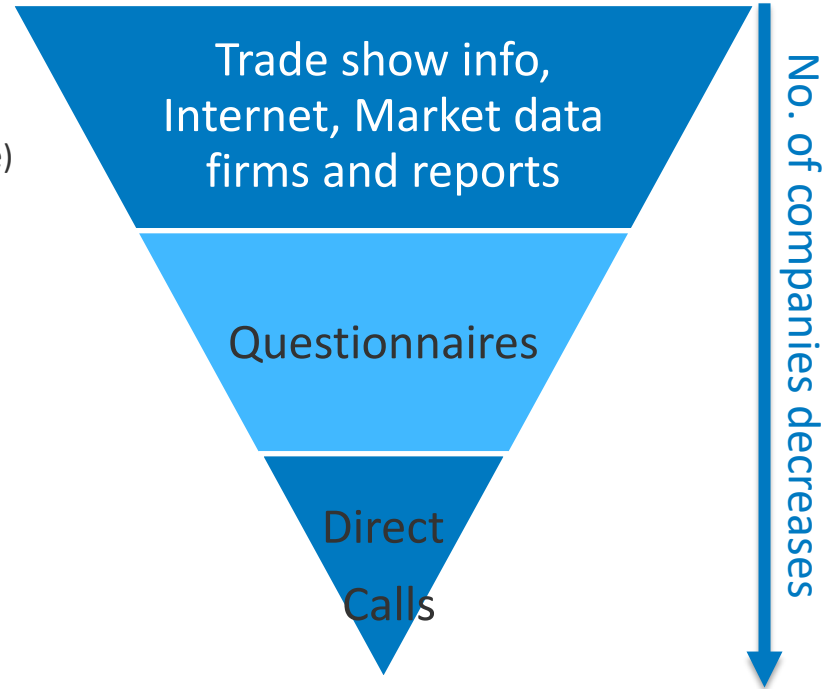 Trade show info,
Internet, Market data
firms and reports
e)
Questionnaires
Direct
Calls
No. of companies decreases